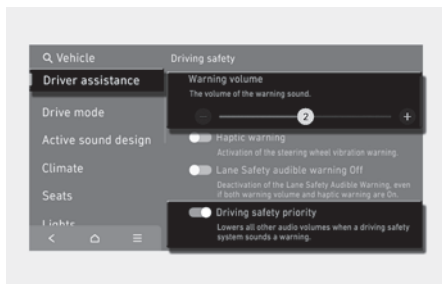 Vehicle
Driving safety
Driver assistance
Warning volume
The volume of the warning sound.
Drive mode
2
Active sound design
Haptic warning
Activation of the steering wheel vibration warning.
Climate
Lane Safety audible warning Off
Deactivation of the Lane Safety Audible Warning, even
if both warning volume and haptic warning are On.
Seats
Driving safety priority
Lowers all other audio volumes when a driving safety
system sounds a warning.
Lights